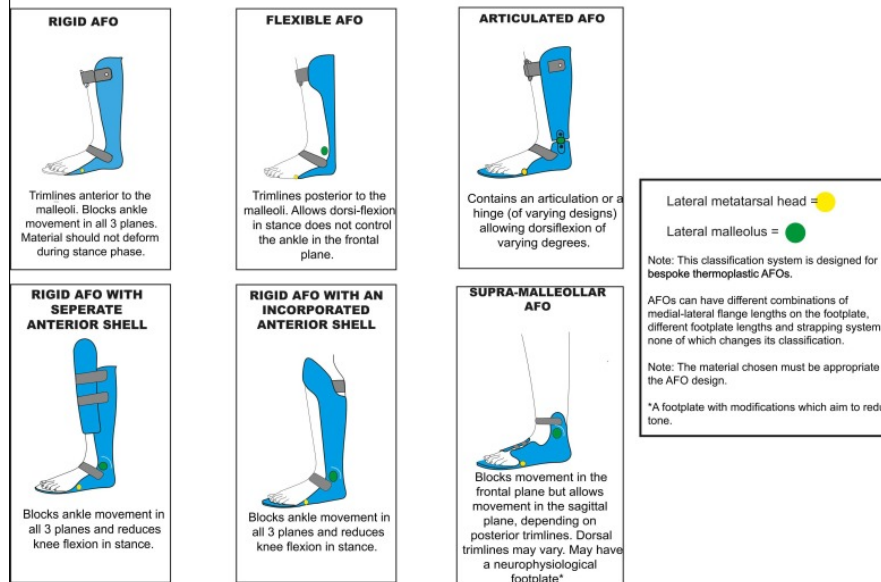 RIGID AFO
Trimlines anterior to the
malleoli. Blocks ankle
movement in all 3 planes.
Material should not deform
during stance phase.
FLEXIBLE AFO
Trimlines posterior to the
malleoli. Allows dorsi-flexion
in stance does not control
the ankle in the frontal
plane.
ARTICULATED AFO
Contains an articulation or a
hinge (of varying designs)
allowing dorsiflexion of
varying degrees.
RIGID AFO WITH
SEPERATE
ANTERIOR SHELL
Blocks ankle movement in
all 3 planes and reduces
knee flexion in stance.
RIGID AFO WITH AN
INCORPORATED
ANTERIOR SHELL
Blocks ankle movement in
all 3 planes and reduces
knee flexion in stance.
SUPRA-MALLEOLLAR
AFO
Blocks movement in the
frontal plane but allows
movement in the sagittal
plane, depending on
posterior trimlines. Dorsal
trimlines may vary. May have
a neurophysiological
footplate*
Lateral metatarsal head =
Lateral malleolus =
Note: This classification system is designed for
bespoke thermoplastic AFOs.
AFOs can have different combinations of
medial-lateral flange lengths on the footplate,
different footplate lengths and strapping system
none of which changes its classification.
Note: The material chosen must be appropriate
the AFO design.
*A footplate with modifications which aim to redu
tone.